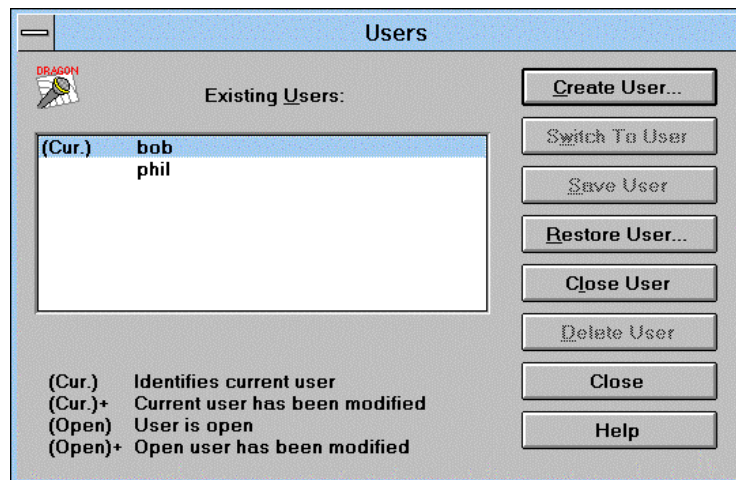 Users
DRAGON
Existing Users:
(Cur.) bob
phil
Create User...
Switch To User
Save User
Restore User...
Close User
Delete User
Close
Help
(Cur.) Identifies current user
(Cur.)+ Current user has been modified
(Open) User is open
(Open)+ Open user has been modified